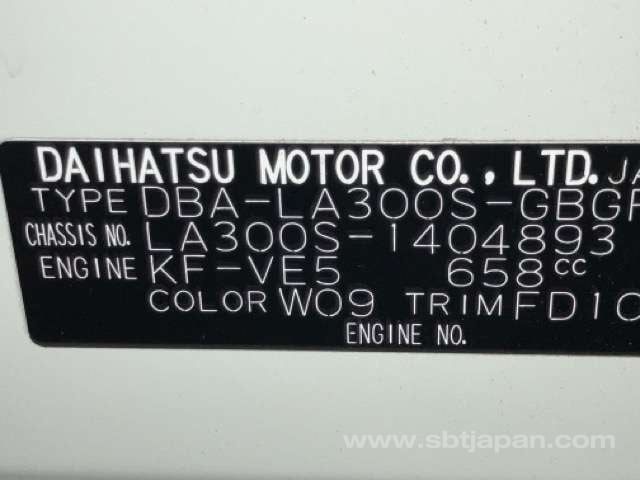 DAIHATSU MOTOR CO., LTD. JA
TYPE DBA-LA300S-GBGF
CHASSIS NO. LA300S-1404893
ENGINE KF-VE5 658cc
COLOR W09 TRIM FD10
ENGINE NO.
www.sbtjapan.com